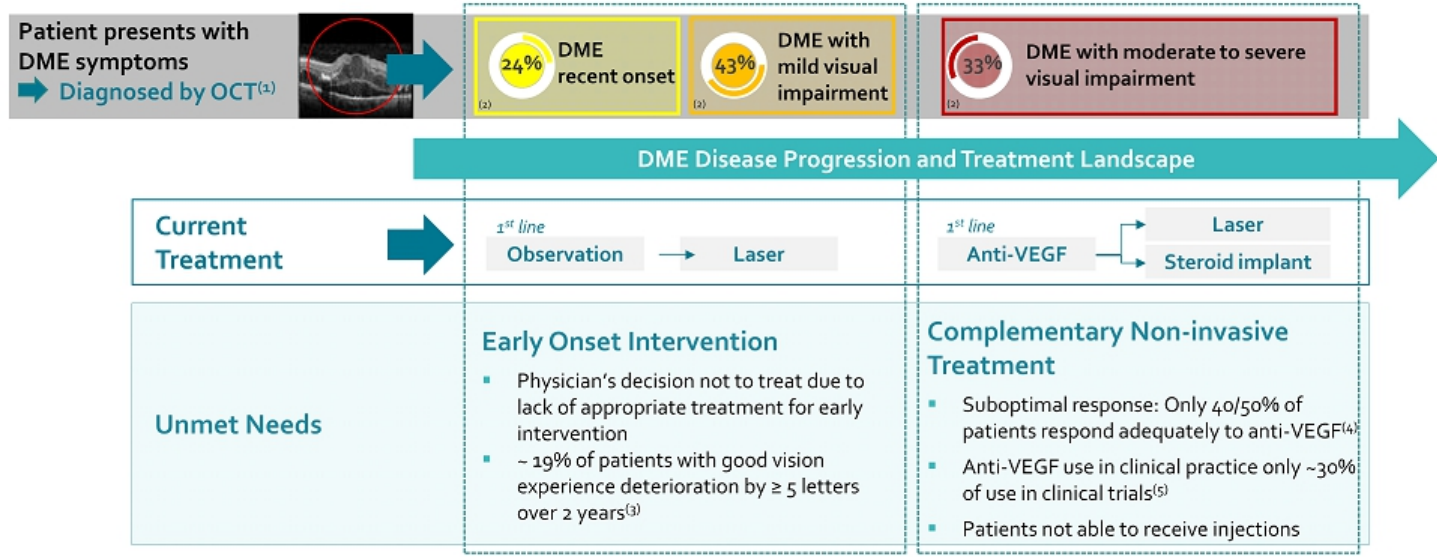 Patient presents with
DME symptoms
Diagnosed by OCT(1)
24%
(2)
DME
recent onset
43%
(2)
DME with
mild visual
impairment
33%
(2)
DME with moderate to severe
visual impairment
DME Disease Progression and Treatment Landscape
Current
Treatment
1st line
Observation
Laser
1st line
Anti-VEGF
Laser
Steroid implant
Unmet Needs
Early Onset Intervention
▪ Physician's decision not to treat due to
lack of appropriate treatment for early
intervention
▪ ~ 19% of patients with good vision
experience deterioration by ≥ 5 letters
over 2 years(3)
Complementary Non-invasive
Treatment
▪ Suboptimal response: Only 40/50% of
patients respond adequately to anti-VEGF(4)
▪ Anti-VEGF use in clinical practice only ~30%
of use in clinical trials(5)
▪ Patients not able to receive injections